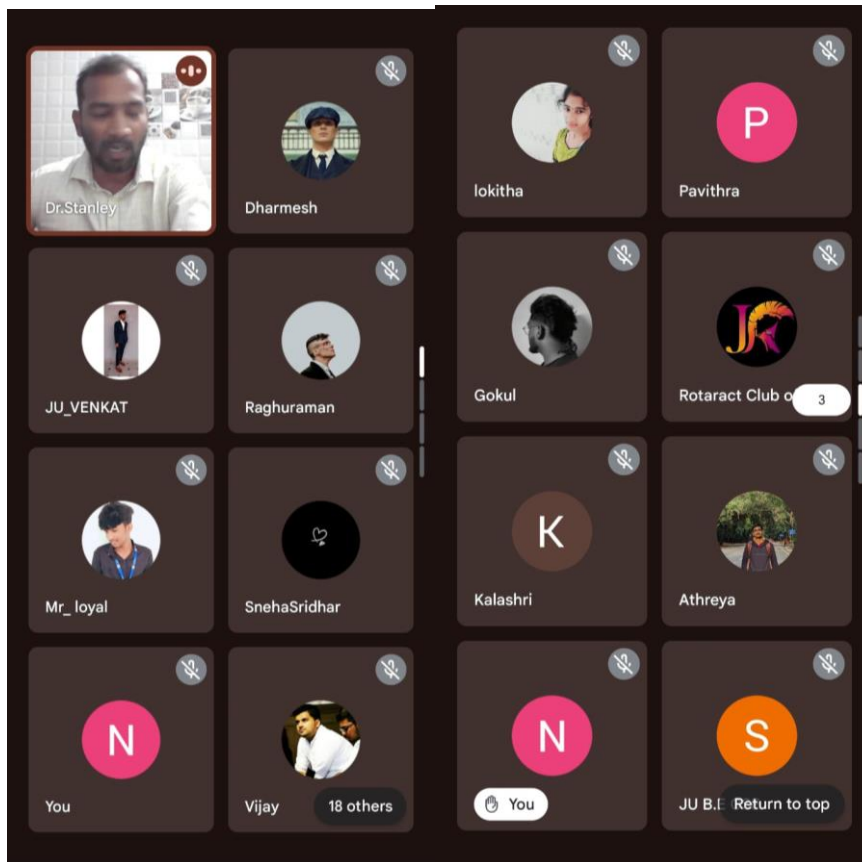 Dr.Stanley
Dharmesh
JU_VENKAT
Raghuraman
Mr_ loyal
SnehaSridhar
N
You
Vijay
18 others
lokitha
P
Pavithra
Gokul
JR
Rotaract Club o
3
K
Kalashri
Athreya
N
You
S
JU B.E
Return to top